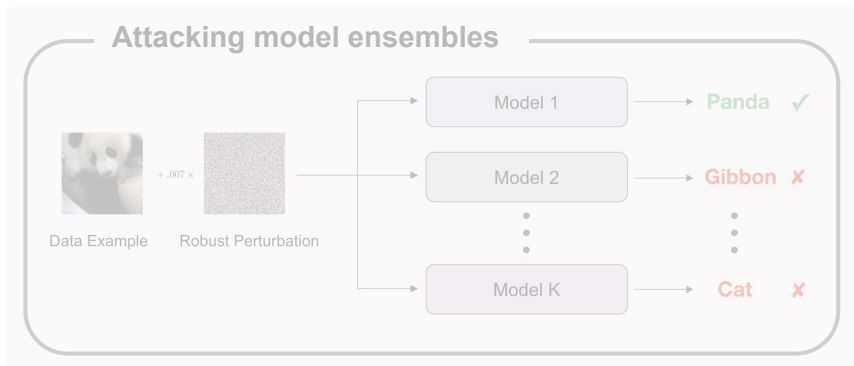 Attacking model ensembles
Model 1
Panda ✓
+ .007 ×
Model 2
Gibbon ✘
Data Example
Robust Perturbation
Model K
Cat ✘